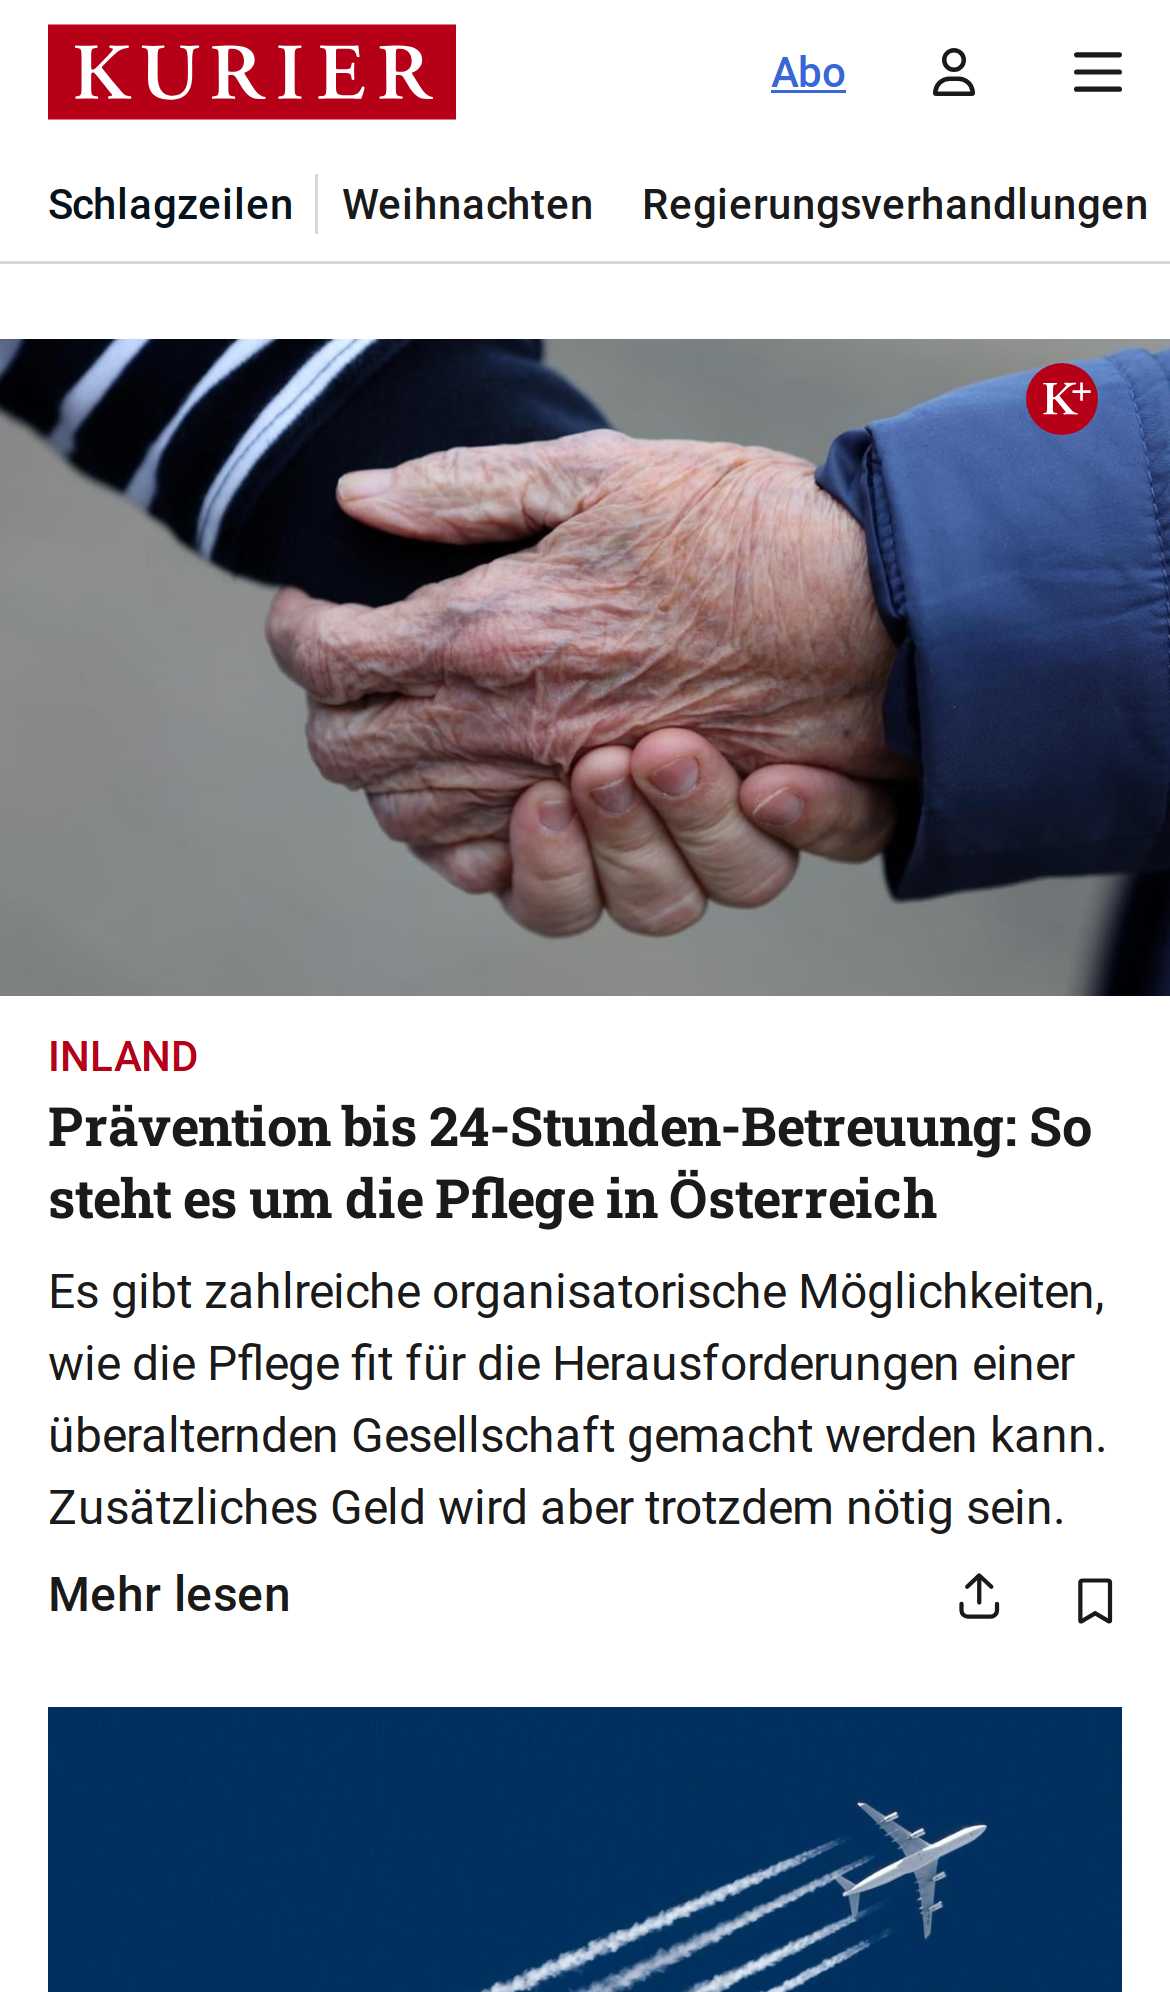 KURIER
Abo
Schlagzeilen
Weihnachten
Regierungsverhandlungen
K+
INLAND
Prävention bis 24-Stunden-Betreuung: So
steht es um die Pflege in Österreich
Es gibt zahlreiche organisatorische Möglichkeiten,
wie die Pflege fit für die Herausforderungen einer
überalternden Gesellschaft gemacht werden kann.
Zusätzliches Geld wird aber trotzdem nötig sein.
Mehr lesen